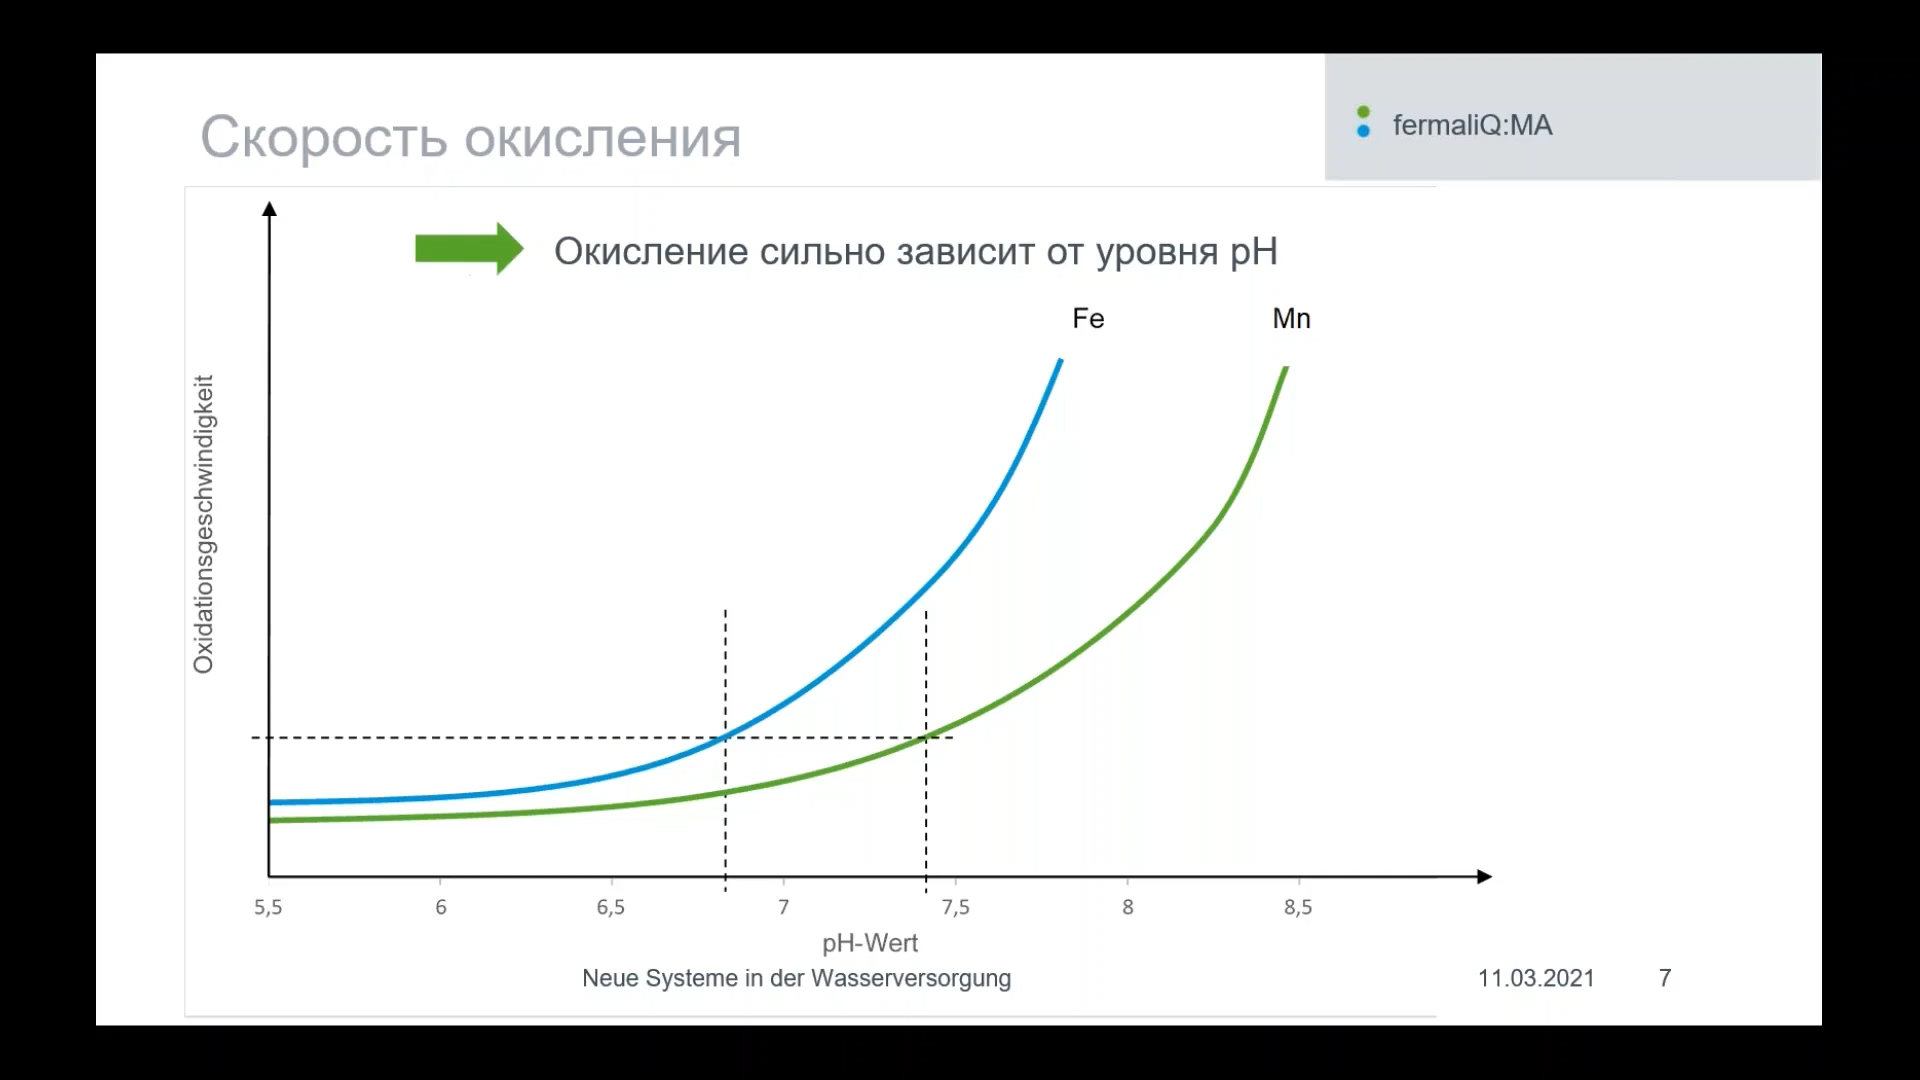 Скорость окисления
fermaliQ:MA
Окисление сильно зависит от уровня pH
Fe
Mn
Oxidationsgeschwindigkeit
5,5
6
6,5
7
7,5
8
8,5
pH-Wert
Neue Systeme in der Wasserversorgung
11.03.2021
7